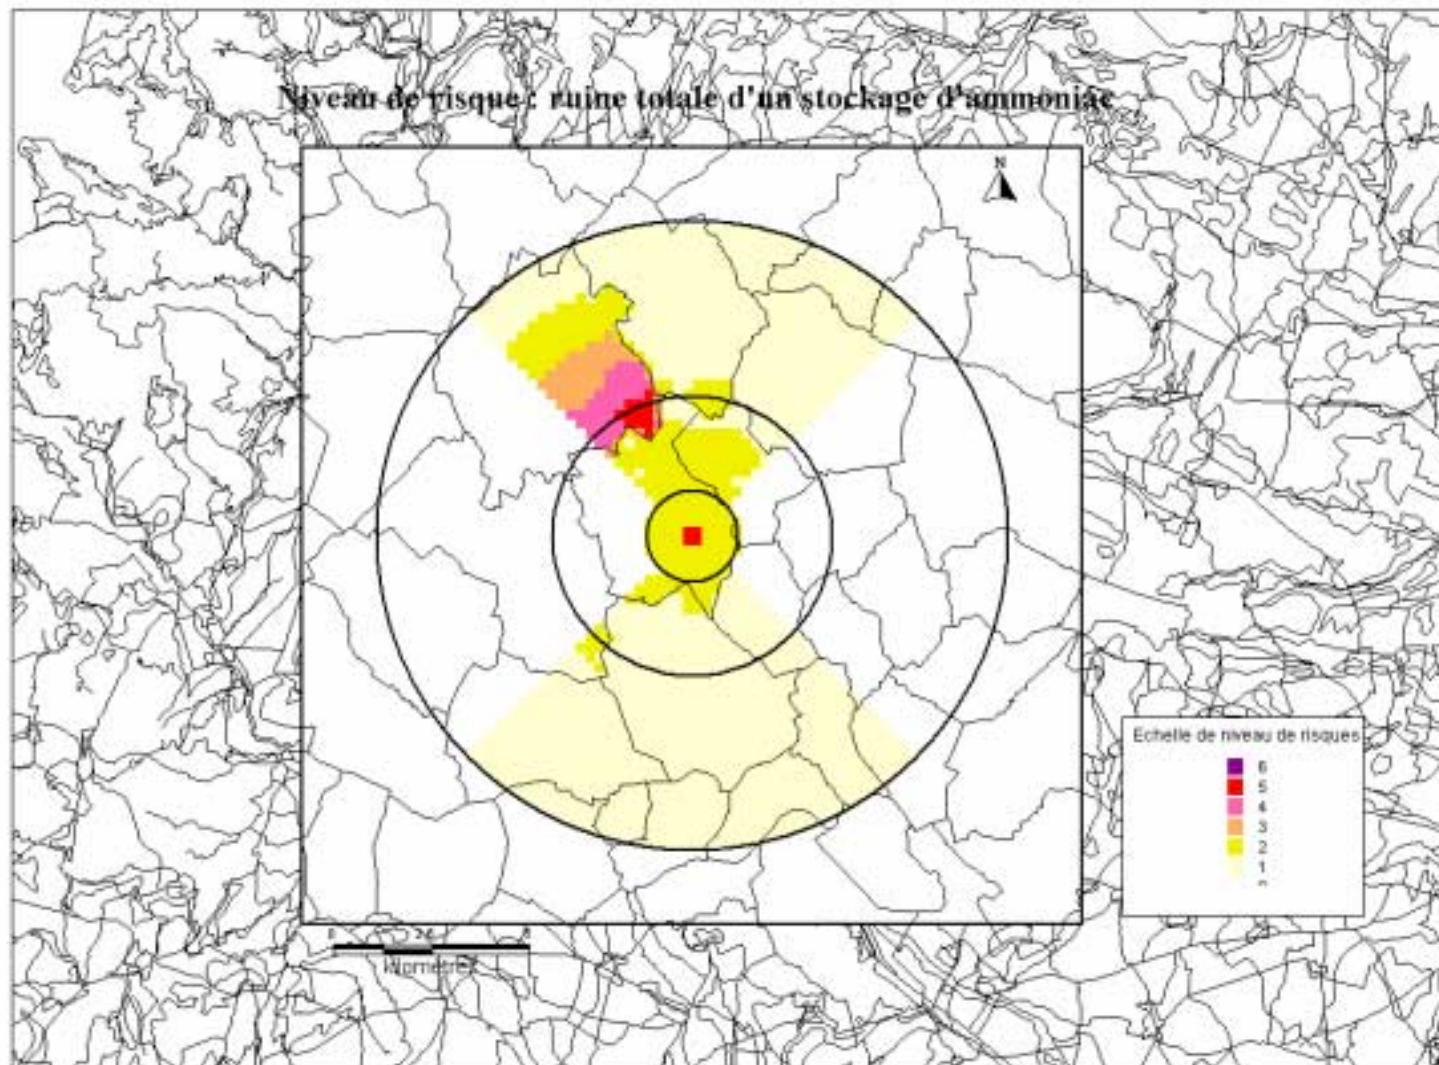 Niveau de risque : ruine totale d'un stockage d'ammoniac
N
Echelle de niveau de risques
6
5
4
3
2
1
kilomètres